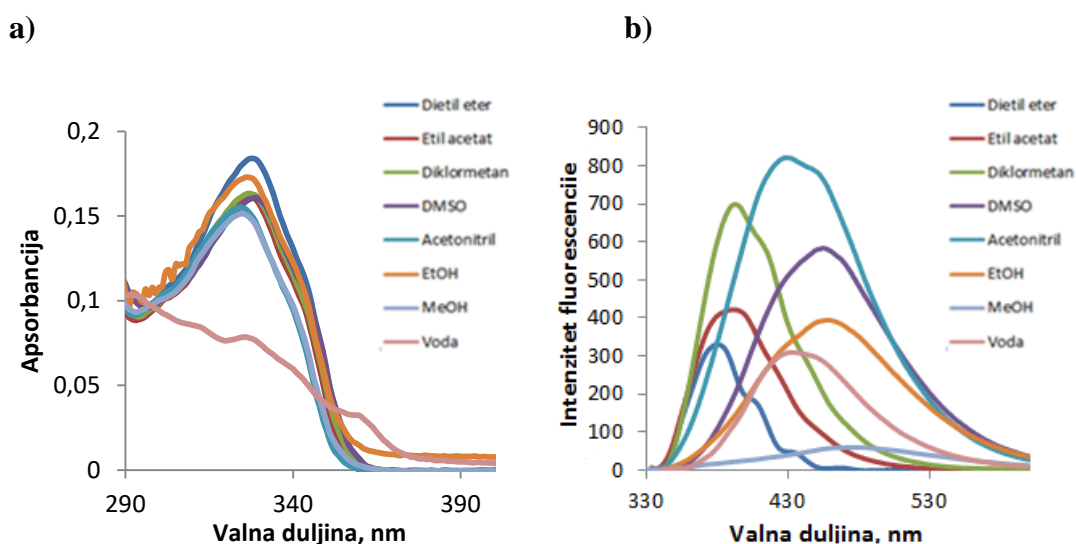 a)
Apsorbancija
0,2
0,15
0,1
0,05
0
290
340
390
Valna duljina, nm
Dietil eter
Etil acetat
Diklormetan
DMSO
Acetonitril
EtOH
MeOH
Voda
b)
Intenzitet fluorescencije
900
800
700
600
500
400
300
200
100
0
330
430
530
Valna duljina, nm
Dietil eter
Etil acetat
Diklormetan
DMSO
Acetonitril
EtOH
MeOH
Voda